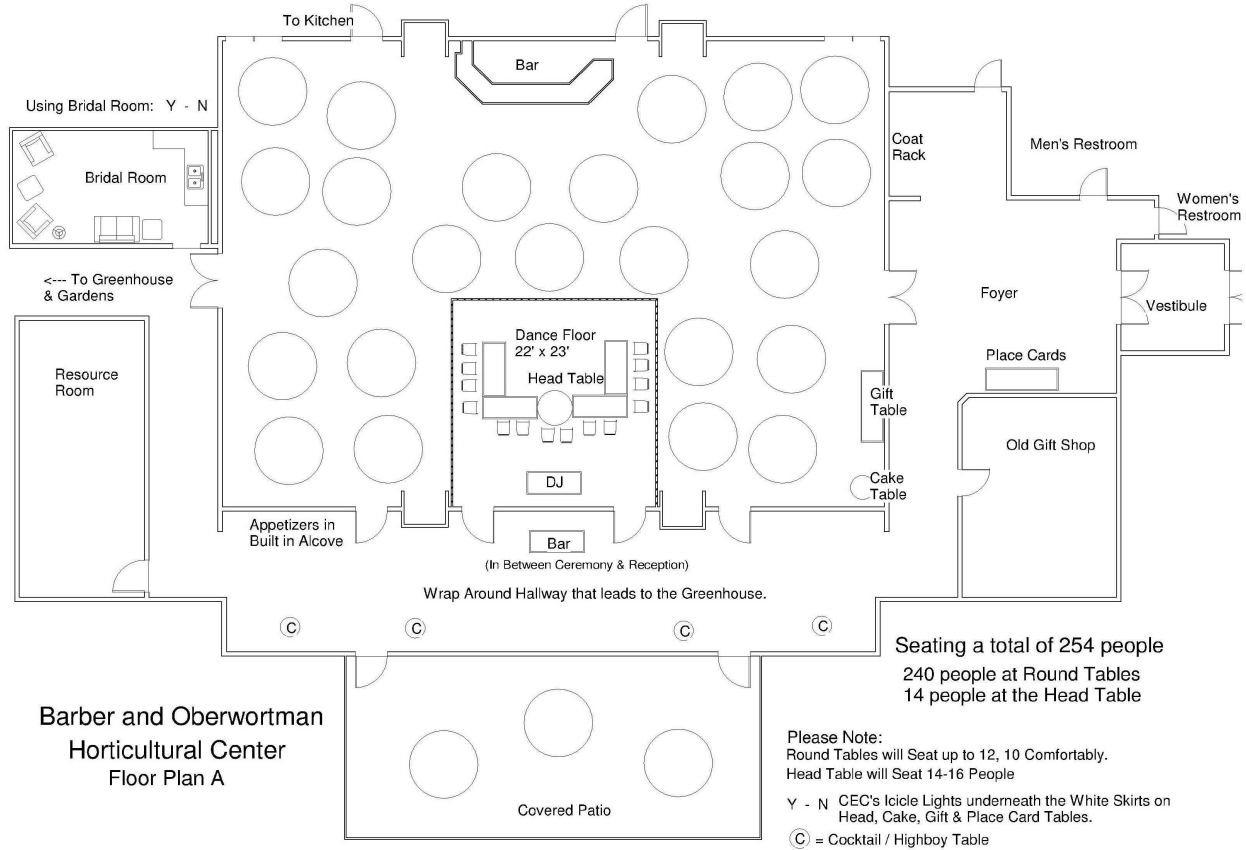 To Kitchen
Bar
Using Bridal Room: Y - N
Bridal Room
Coat
Rack
Men's Restroom
Women's
Restroom
<--- To Greenhouse
& Gardens
Foyer
Vestibule
Dance Floor
22' x 23'
Head Table
Place Cards
Resource
Room
Gift
Table
Old Gift Shop
DJ
Cake
Table
Appetizers in
Built in Alcove
Bar
(In Between Ceremony & Reception)
Wrap Around Hallway that leads to the Greenhouse.
C
C
C
C
Seating a total of 254 people
240 people at Round Tables
14 people at the Head Table
Barber and Oberwortman
Horticultural Center
Floor Plan A
Covered Patio
Please Note:
Round Tables will Seat up to 12, 10 Comfortably.
Head Table will Seat 14-16 People
Y - N CEC's Icicle Lights underneath the White Skirts on
Head, Cake, Gift & Place Card Tables.
C = Cocktail / Highboy Table